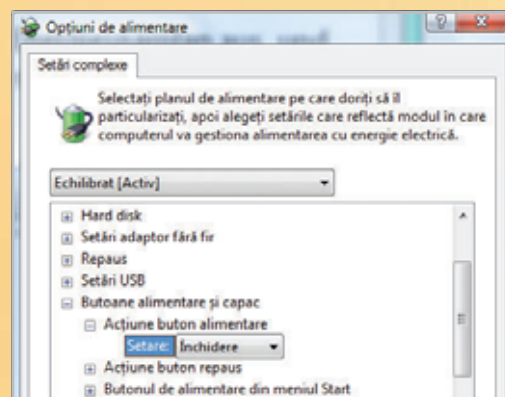 Opțiuni de alimentare
Setări complexe
Selectați planul de alimentare pe care doriți să îl
particularizați, apoi alegeți setările care reflectă modul în care
computerul va gestiona alimentarea cu energie electrică.
Echilibrat [Activ]
Hard disk
Setări adaptor fără fir
Repaus
Setări USB
Butoane alimentare și capac
Acțiune buton alimentare
Setare: Închidere
Acțiune buton repaus
Butonul de alimentare din meniul Start